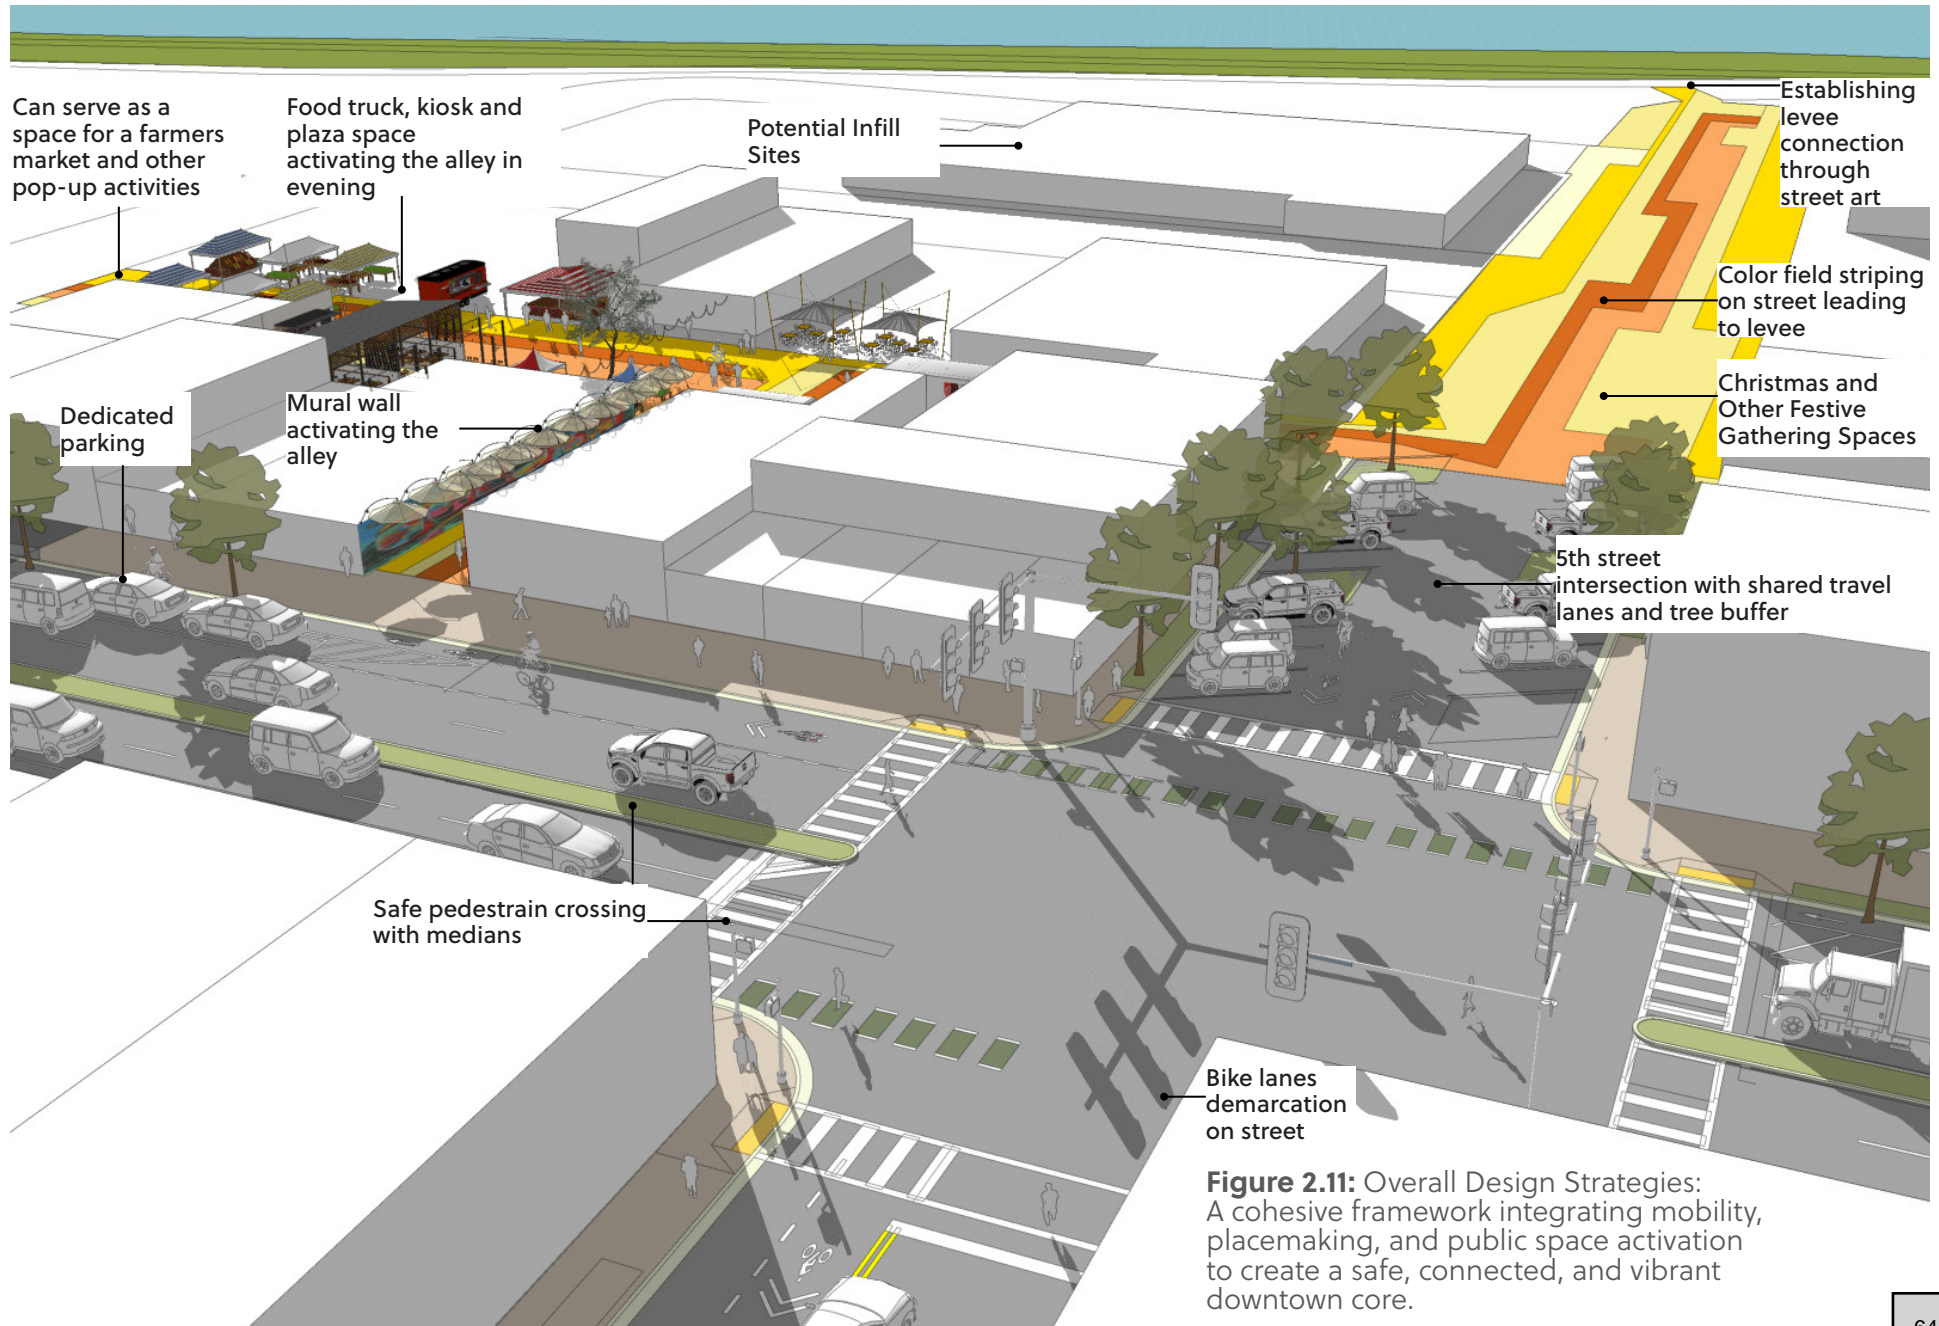 Can serve as a
space for a farmers
market and other
pop-up activities
Food truck, kiosk and
plaza space
activating the alley in
evening
Potential Infill
Sites
Establishing
levee
connection
through
street art
Color field striping
on street leading
to levee
Christmas and
Other Festive
Gathering Spaces
Dedicated
parking
Mural wall
activating the
alley
5th street
intersection with shared travel
lanes and tree buffer
Safe pedestrain crossing
with medians
Bike lanes
demarcation
on street
Figure 2.11: Overall Design Strategies:
A cohesive framework integrating mobility,
placemaking, and public space activation
to create a safe, connected, and vibrant
downtown core.